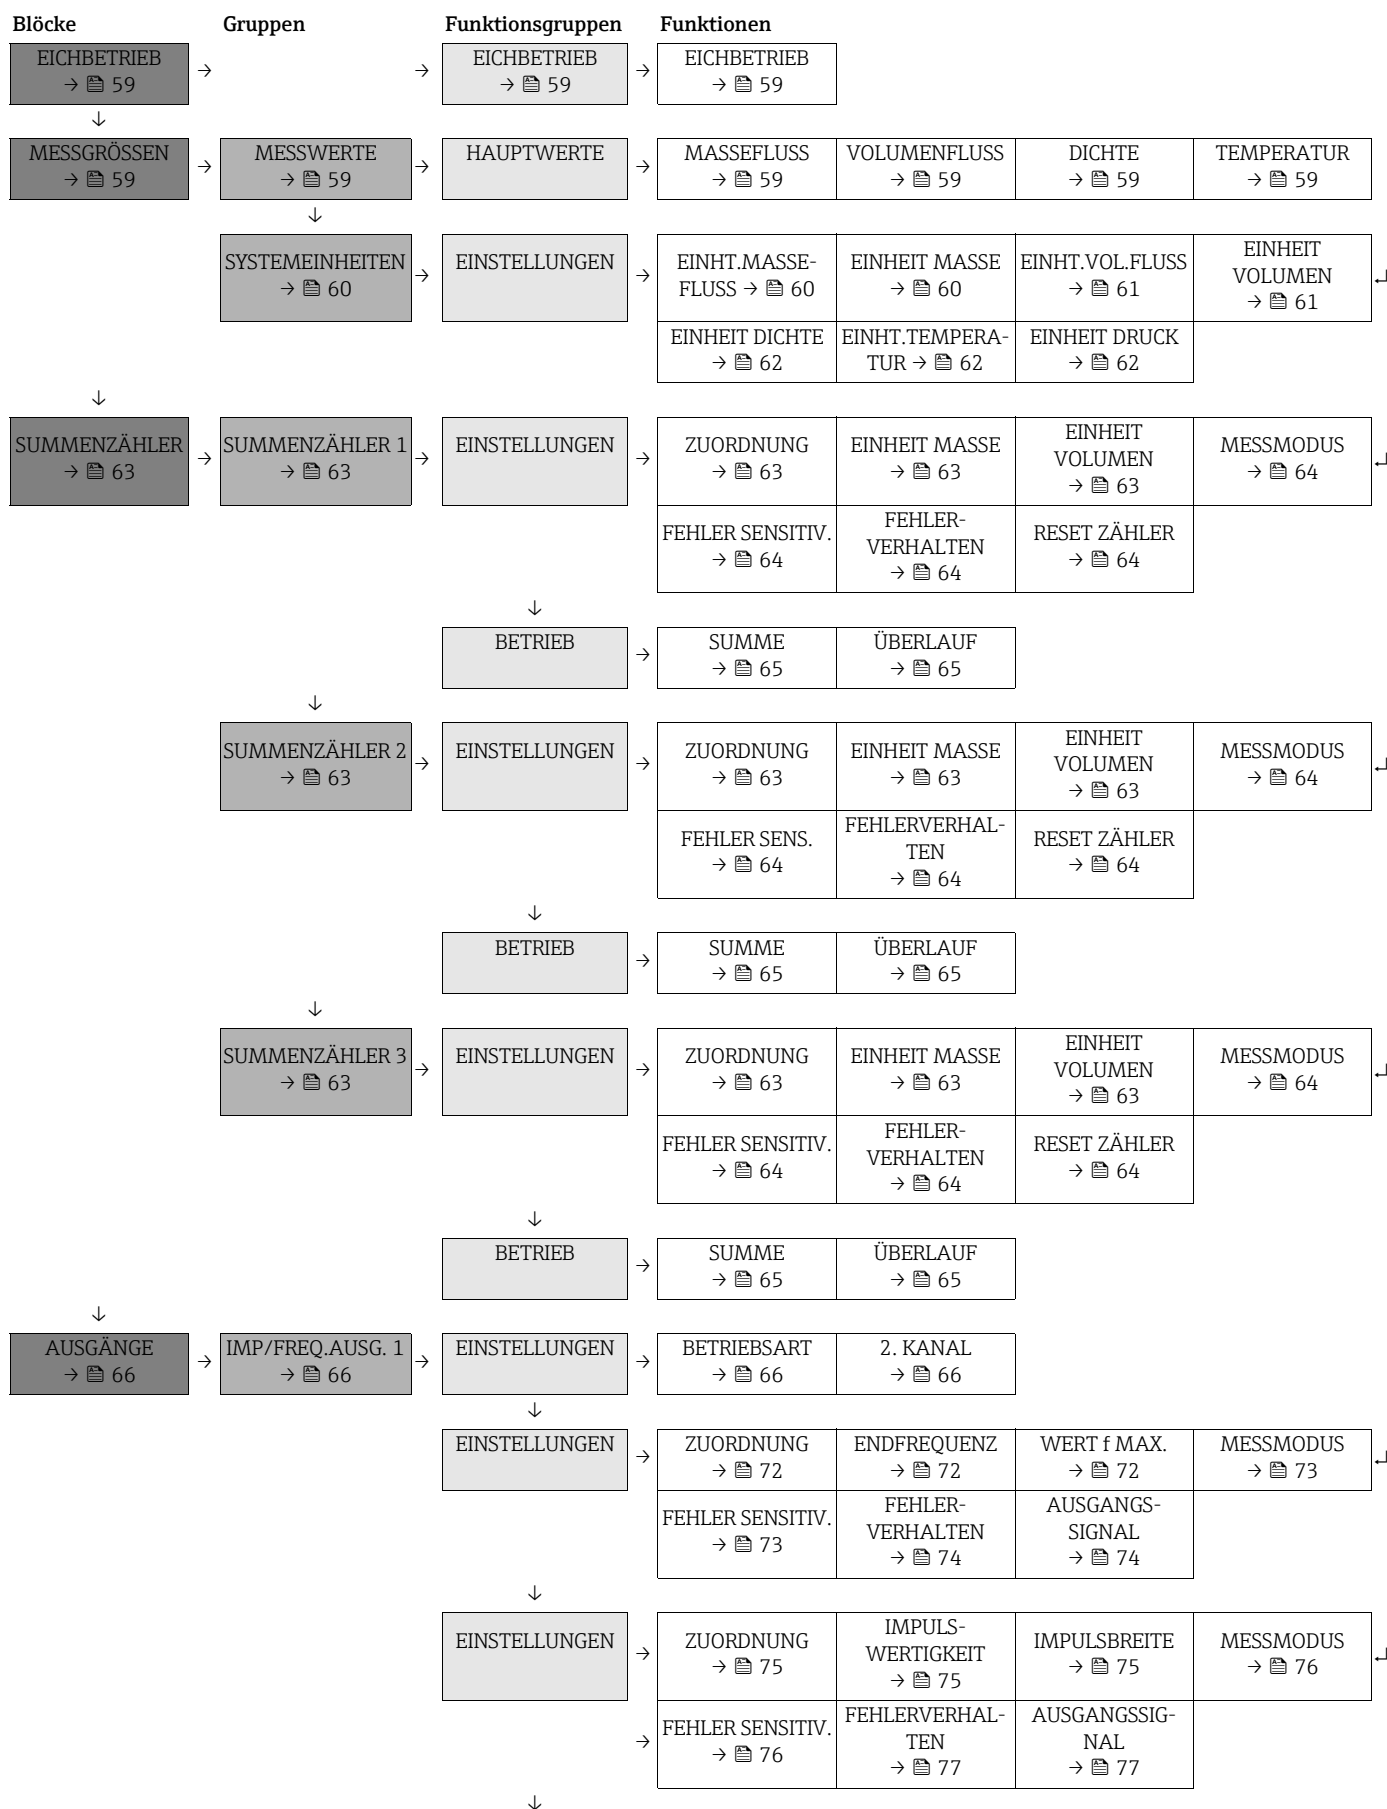 Blöcke Gruppen Funktionsgruppen Funktionen
EICHBETRIEB
→ 59
→
→
EICHBETRIEB
→ 59
→
EICHBETRIEB
→ 59
↓
MESSGRÖSSEN
→ 59
→
MESSWERTE
→ 59
→
HAUPTWERTE
→
MASSEFLUSS
→ 59
VOLUMENFLUSS
→ 59
DICHTE
→ 59
TEMPERATUR
→ 59
↓
SYSTEMEINHEITEN
→ 60
→
EINSTELLUNGEN
→
EINHT.MASSE-
FLUSS → 60
EINHEIT MASSE
→ 60
EINHT.VOL.FLUSS
→ 61
EINHEIT
VOLUMEN
→ 61
↵
EINHEIT DICHTE
→ 62
EINHT.TEMPERA-
TUR → 62
EINHEIT DRUCK
→ 62
↓
SUMMENZÄHLER
→ 63
→
SUMMENZÄHLER 1
→ 63
→
EINSTELLUNGEN
→
ZUORDNUNG
→ 63
EINHEIT MASSE
→ 63
EINHEIT
VOLUMEN
→ 63
MESSMODUS
→ 64
↵
FEHLER SENSITIV.
→ 64
FEHLER-
VERHALTEN
→ 64
RESET ZÄHLER
→ 64
↓
BETRIEB
→
SUMME
→ 65
ÜBERLAUF
→ 65
↓
SUMMENZÄHLER 2
→ 63
→
EINSTELLUNGEN
→
ZUORDNUNG
→ 63
EINHEIT MASSE
→ 63
EINHEIT
VOLUMEN
→ 63
MESSMODUS
→ 64
↵
FEHLER SENS.
→ 64
FEHLERVERHAL-
TEN
→ 64
RESET ZÄHLER
→ 64
↓
BETRIEB
→
SUMME
→ 65
ÜBERLAUF
→ 65
↓
SUMMENZÄHLER 3
→ 63
→
EINSTELLUNGEN
→
ZUORDNUNG
→ 63
EINHEIT MASSE
→ 63
EINHEIT
VOLUMEN
→ 63
MESSMODUS
→ 64
↵
FEHLER SENSITIV.
→ 64
FEHLER-
VERHALTEN
→ 64
RESET ZÄHLER
→ 64
↓
BETRIEB
→
SUMME
→ 65
ÜBERLAUF
→ 65
↓
AUSGÄNGE
→ 66
→
IMP/FREQ.AUSG. 1
→ 66
→
EINSTELLUNGEN
→
BETRIEBSART
→ 66
2. KANAL
→ 66
↓
EINSTELLUNGEN
→
ZUORDNUNG
→ 72
ENDFREQUENZ
→ 72
WERT f MAX.
→ 72
MESSMODUS
→ 73
↵
FEHLER SENSITIV.
→ 73
FEHLER-
VERHALTEN
→ 74
AUSGANGS-
SIGNAL
→ 74
↓
EINSTELLUNGEN
→
ZUORDNUNG
→ 75
IMPULS-
WERTIGKEIT
→ 75
IMPULSBREITE
→ 75
MESSMODUS
→ 76
↵
→
FEHLER SENSITIV.
→ 76
FEHLERVERHAL-
TEN
→ 77
AUSGANGSSIG-
NAL
→ 77
↓